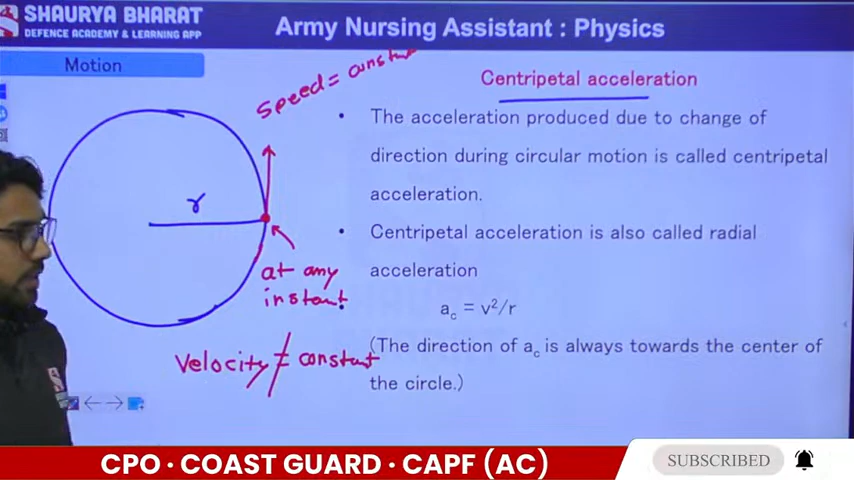 SHAURYA BHARAT
DEFENCE ACADEMY & LEARNING APP
Army Nursing Assistant : Physics
Motion
Speed = constant
r
at any
instant
Velocity ≠ constant
Centripetal acceleration
• The acceleration produced due to change of
direction during circular motion is called centripetal
acceleration.
• Centripetal acceleration is also called radial
acceleration
• a_c = v²/r
(The direction of a_c is always towards the center of
the circle.)
CPO · COAST GUARD · CAPF (AC)
SUBSCRIBED